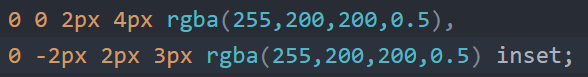 0 0 2px 4px rgba(255,200,200,0.5),
0 -2px 2px 3px rgba(255,200,200,0.5) inset;